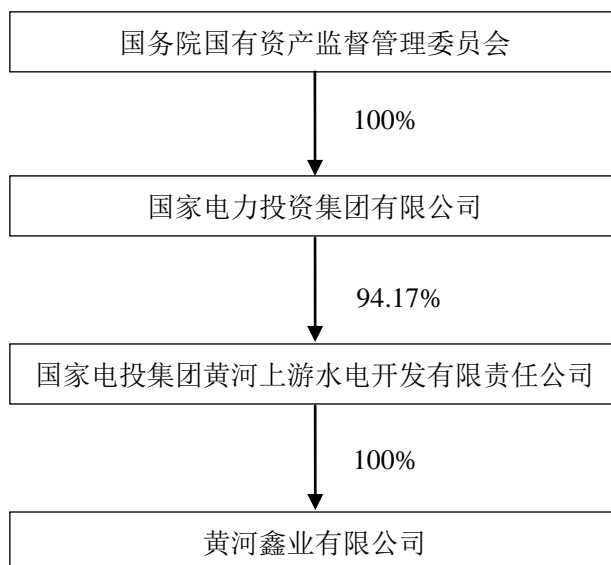 国务院国有资产监督管理委员会
100%
国家电力投资集团有限公司
94.17%
国家电投集团黄河上游水电开发有限责任公司
100%
黄河鑫业有限公司